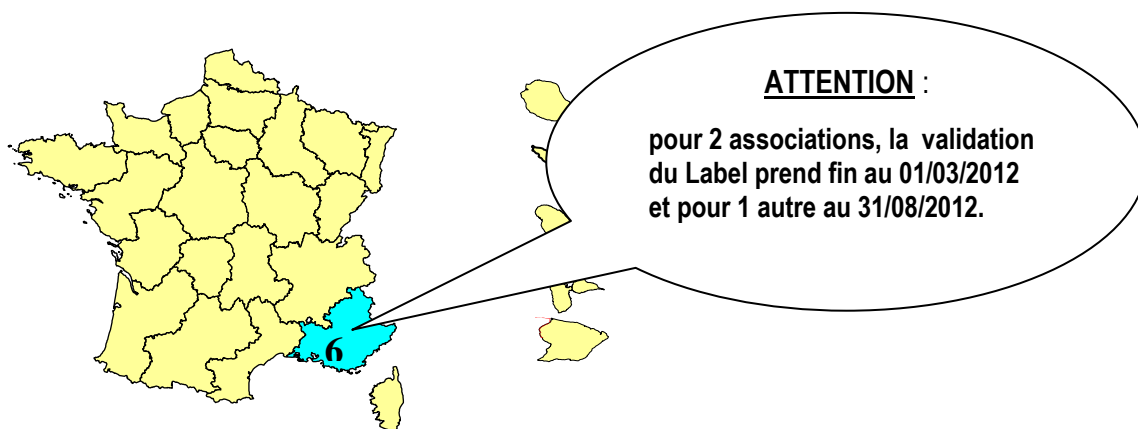 ATTENTION :
pour 2 associations, la validation
du Label prend fin au 01/03/2012
et pour 1 autre au 31/08/2012.
6